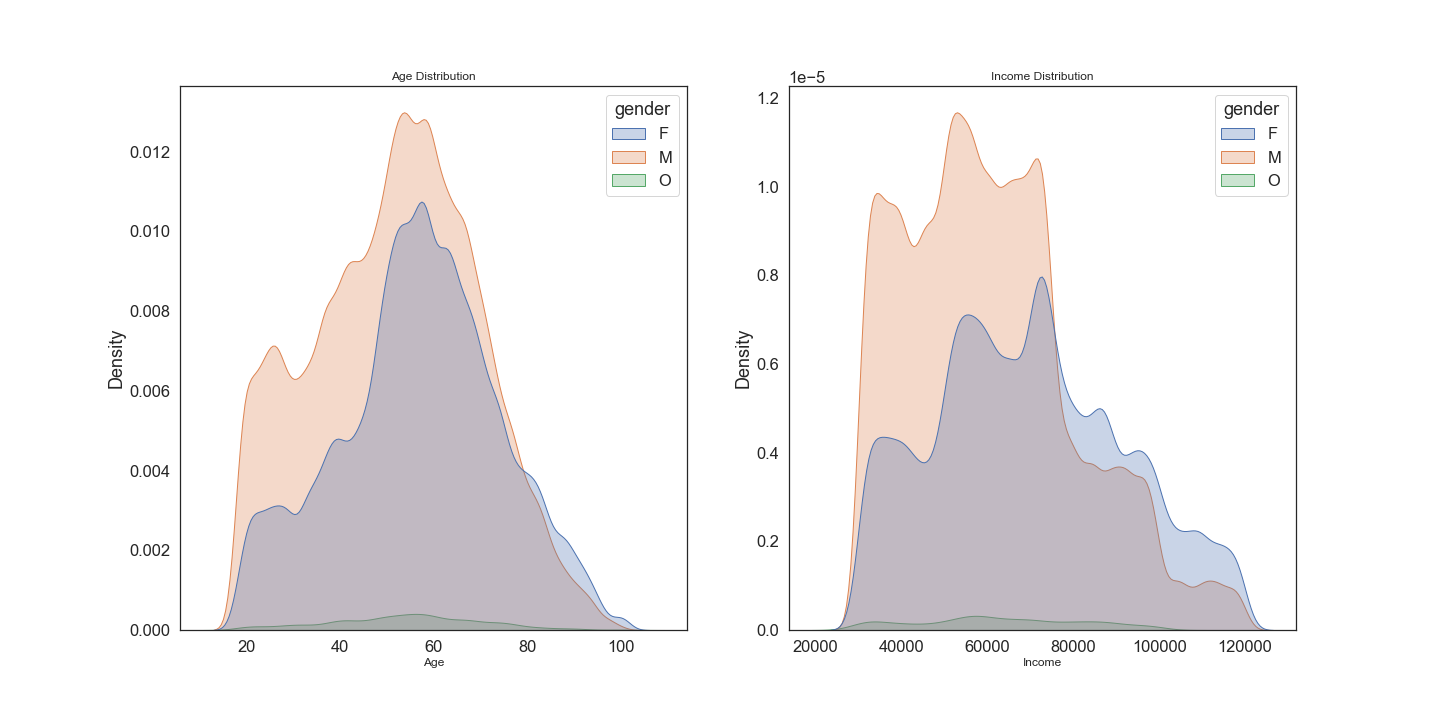 Age Distribution
Density
0.012
0.010
0.008
0.006
0.004
0.002
0.000
20 40 60 80 100
Age
gender
F
M
O
Income Distribution
1e−5
Density
1.2
1.0
0.8
0.6
0.4
0.2
0.0
20000 40000 60000 80000 100000 120000
Income
gender
F
M
O